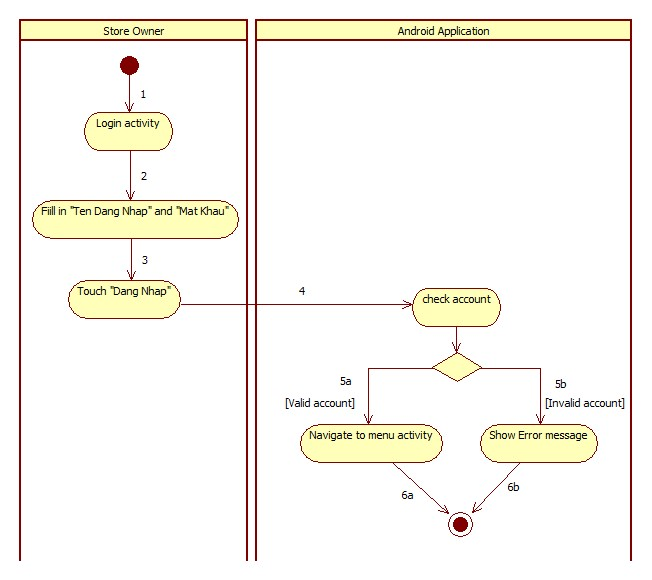 Store Owner
Android Application
1
Login activity
2
Fiill in "Ten Dang Nhap" and "Mat Khau"
3
Touch "Dang Nhap"
4
check account
5a
[Valid account]
5b
[Invalid account]
Navigate to menu activity
Show Error message
6a
6b